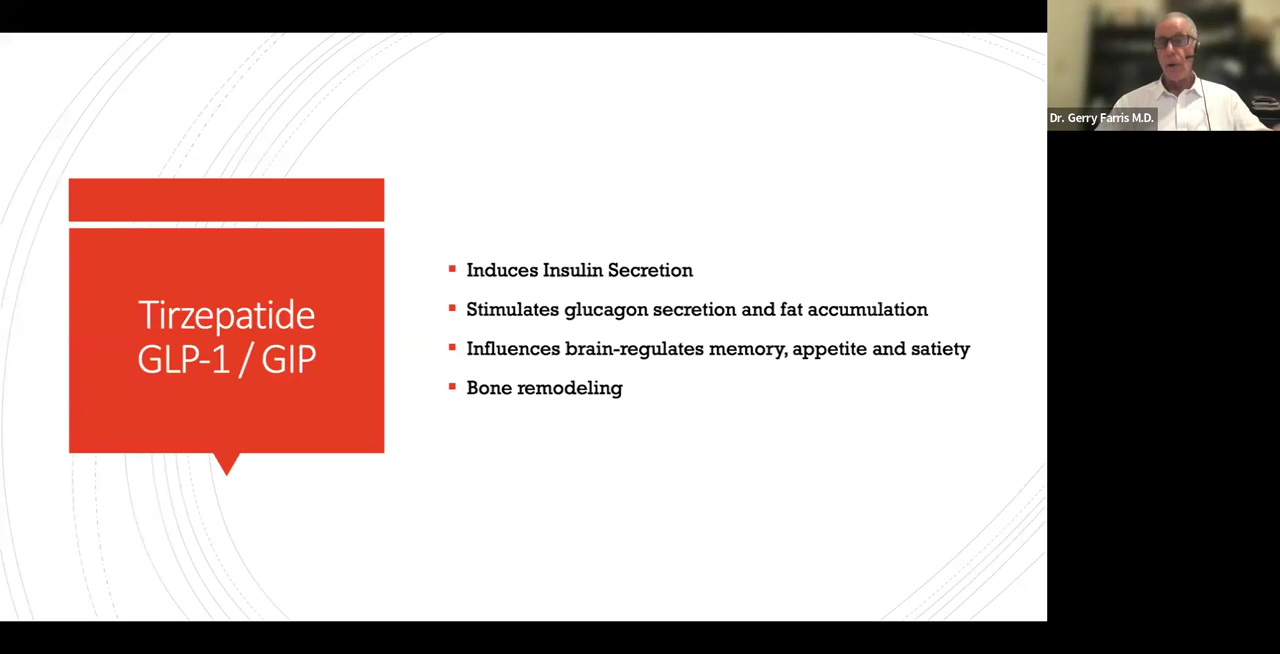 Tirzepatide
GLP-1 / GIP
Induces Insulin Secretion
Stimulates glucagon secretion and fat accumulation
Influences brain-regulates memory, appetite and satiety
Bone remodeling
Dr. Gerry Farris M.D.